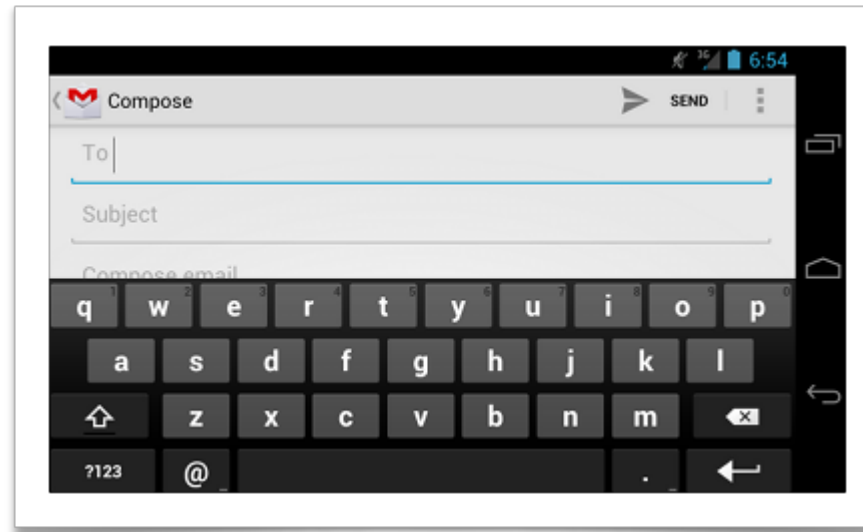 3G 6:54
Compose SEND
To
Subject
Compose email
1 2 3 4 5 6 7 8 9 0
q w e r t y u i o p
a s d f g h j k l
z x c v b n m
?123 @ .